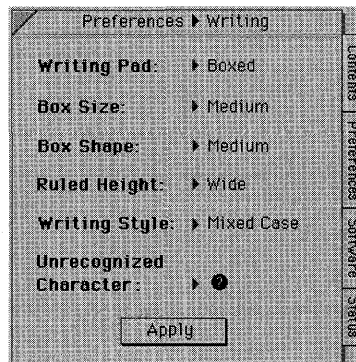 Preferences ▸ Writing
Writing Pad: ▸ Boxed
Box Size: ▸ Medium
Box Shape: ▸ Medium
Ruled Height: ▸ Wide
Writing Style: ▸ Mixed Case
Unrecognized
Character: ▸ ?
Apply
Contents
Preferences
Software
Status